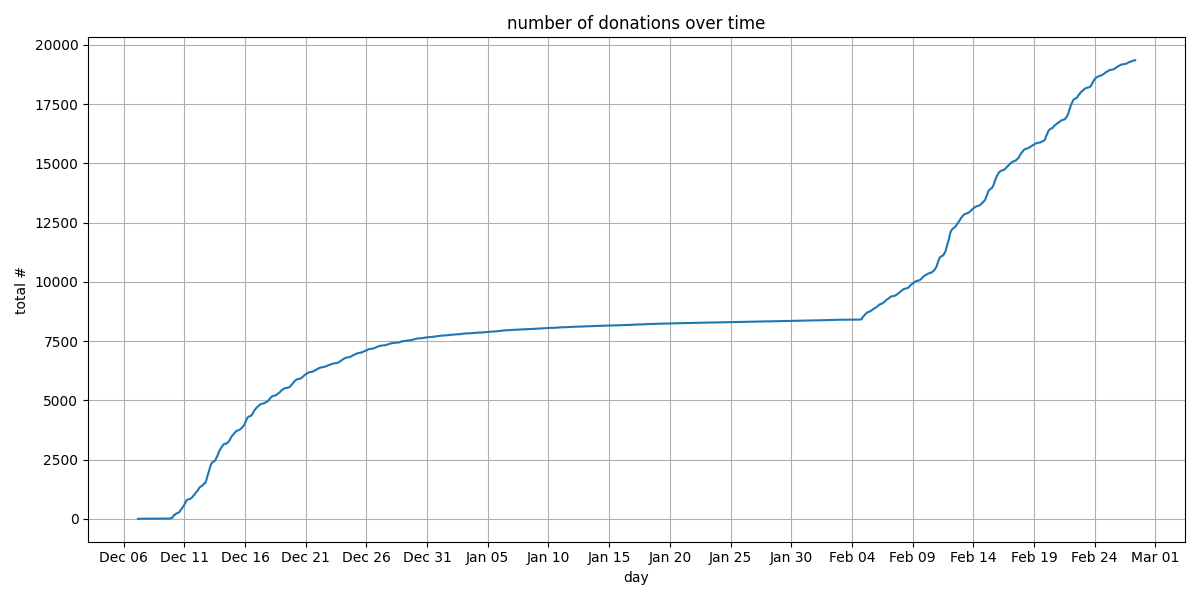 number of donations over time
20000
17500
15000
12500
10000
7500
5000
2500
0
total #
Dec 06 Dec 11 Dec 16 Dec 21 Dec 26 Dec 31 Jan 05 Jan 10 Jan 15 Jan 20 Jan 25 Jan 30 Feb 04 Feb 09 Feb 14 Feb 19 Feb 24 Mar 01
day